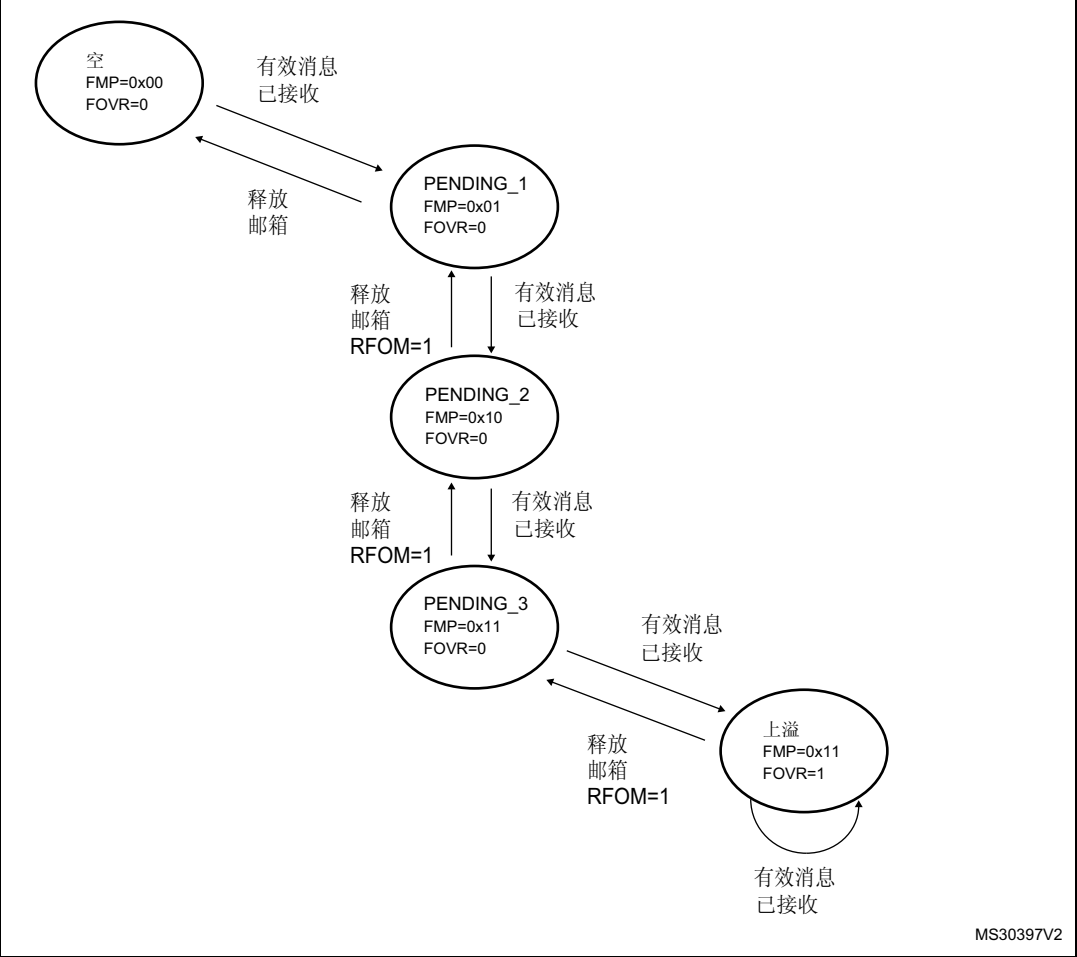 空
FMP=0x00
FOVR=0
有效消息
已接收
释放
邮箱
PENDING_1
FMP=0x01
FOVR=0
释放
邮箱
RFOM=1
有效消息
已接收
PENDING_2
FMP=0x10
FOVR=0
释放
邮箱
RFOM=1
有效消息
已接收
PENDING_3
FMP=0x11
FOVR=0
有效消息
已接收
释放
邮箱
RFOM=1
上溢
FMP=0x11
FOVR=1
有效消息
已接收
MS30397V2